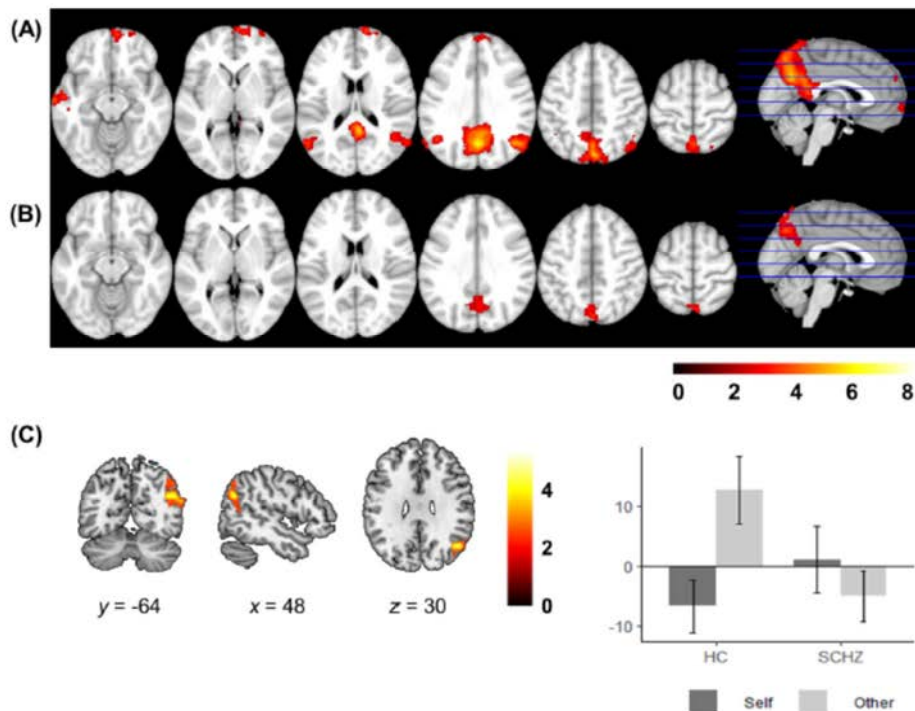 (A)
(B)
0 2 4 6 8
(C)
4
2
0
y = -64 x = 48 z = 30
10
0
-10
HC SCHZ
Self Other